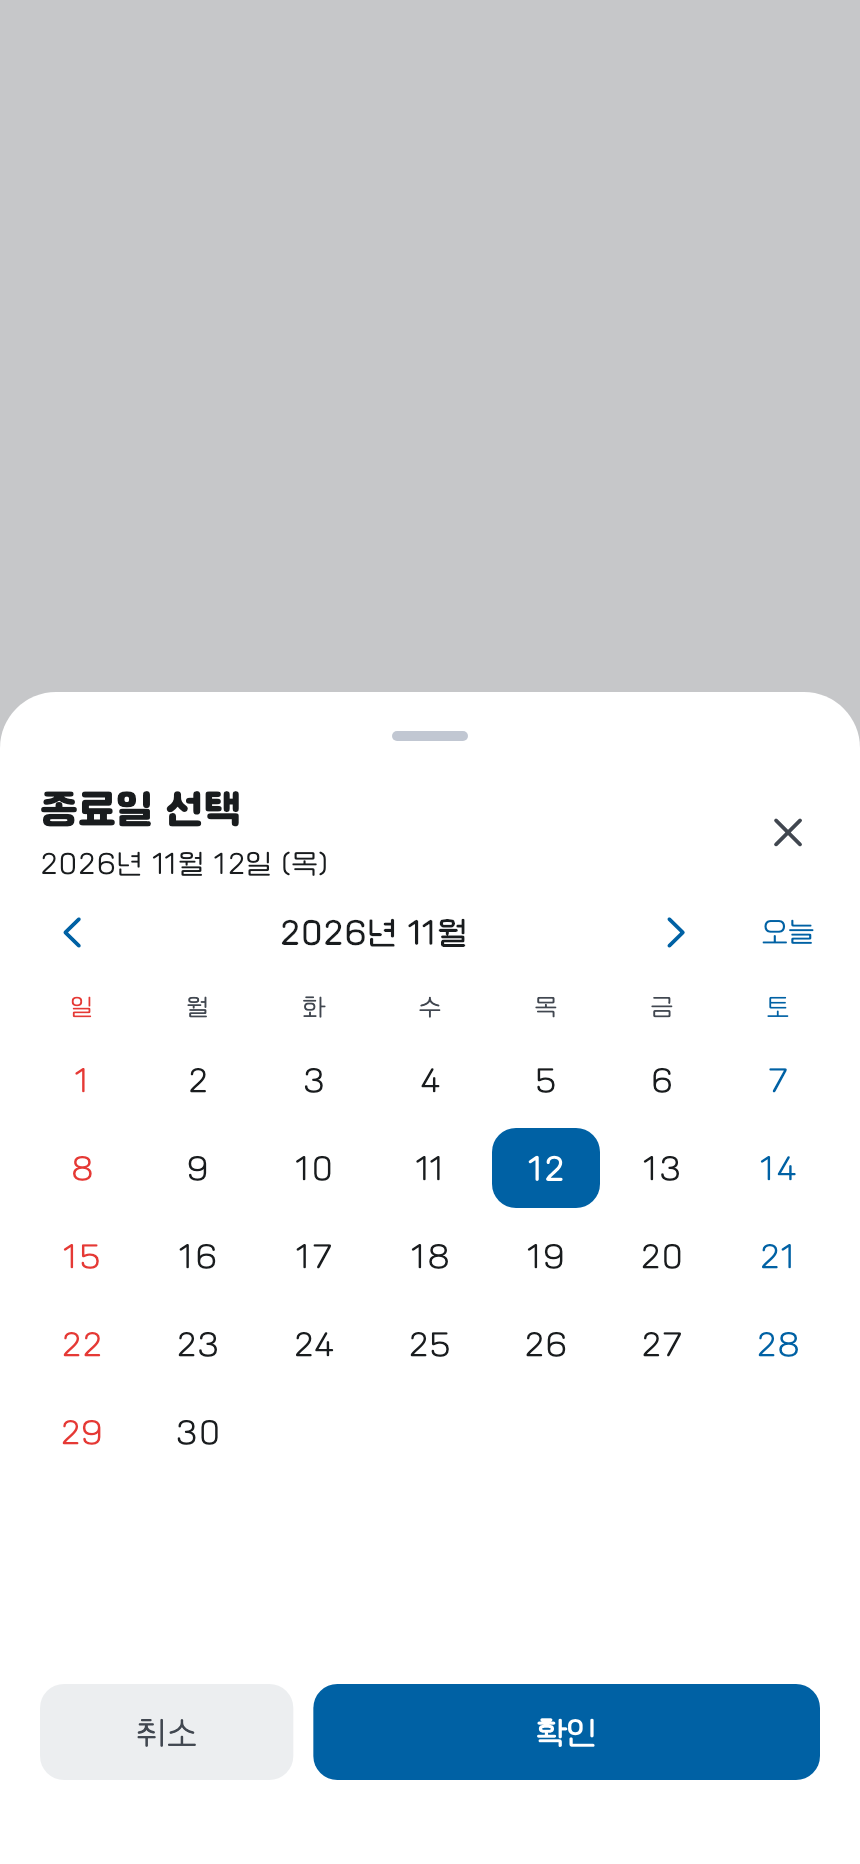 종료일 선택
2026년 11월 12일 (목)
2026년 11월 오늘
일 월 화 수 목 금 토
1 2 3 4 5 6 7
8 9 10 11 12 13 14
15 16 17 18 19 20 21
22 23 24 25 26 27 28
29 30
취소 확인